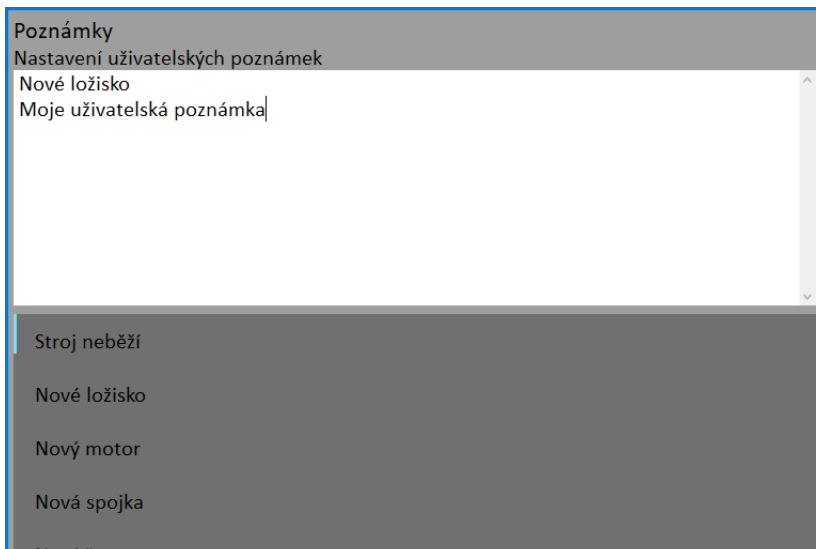 Poznámky
Nastavení uživatelských poznámek
Nové ložisko
Moje uživatelská poznámka
Stroj neběží
Nové ložisko
Nový motor
Nová spojka